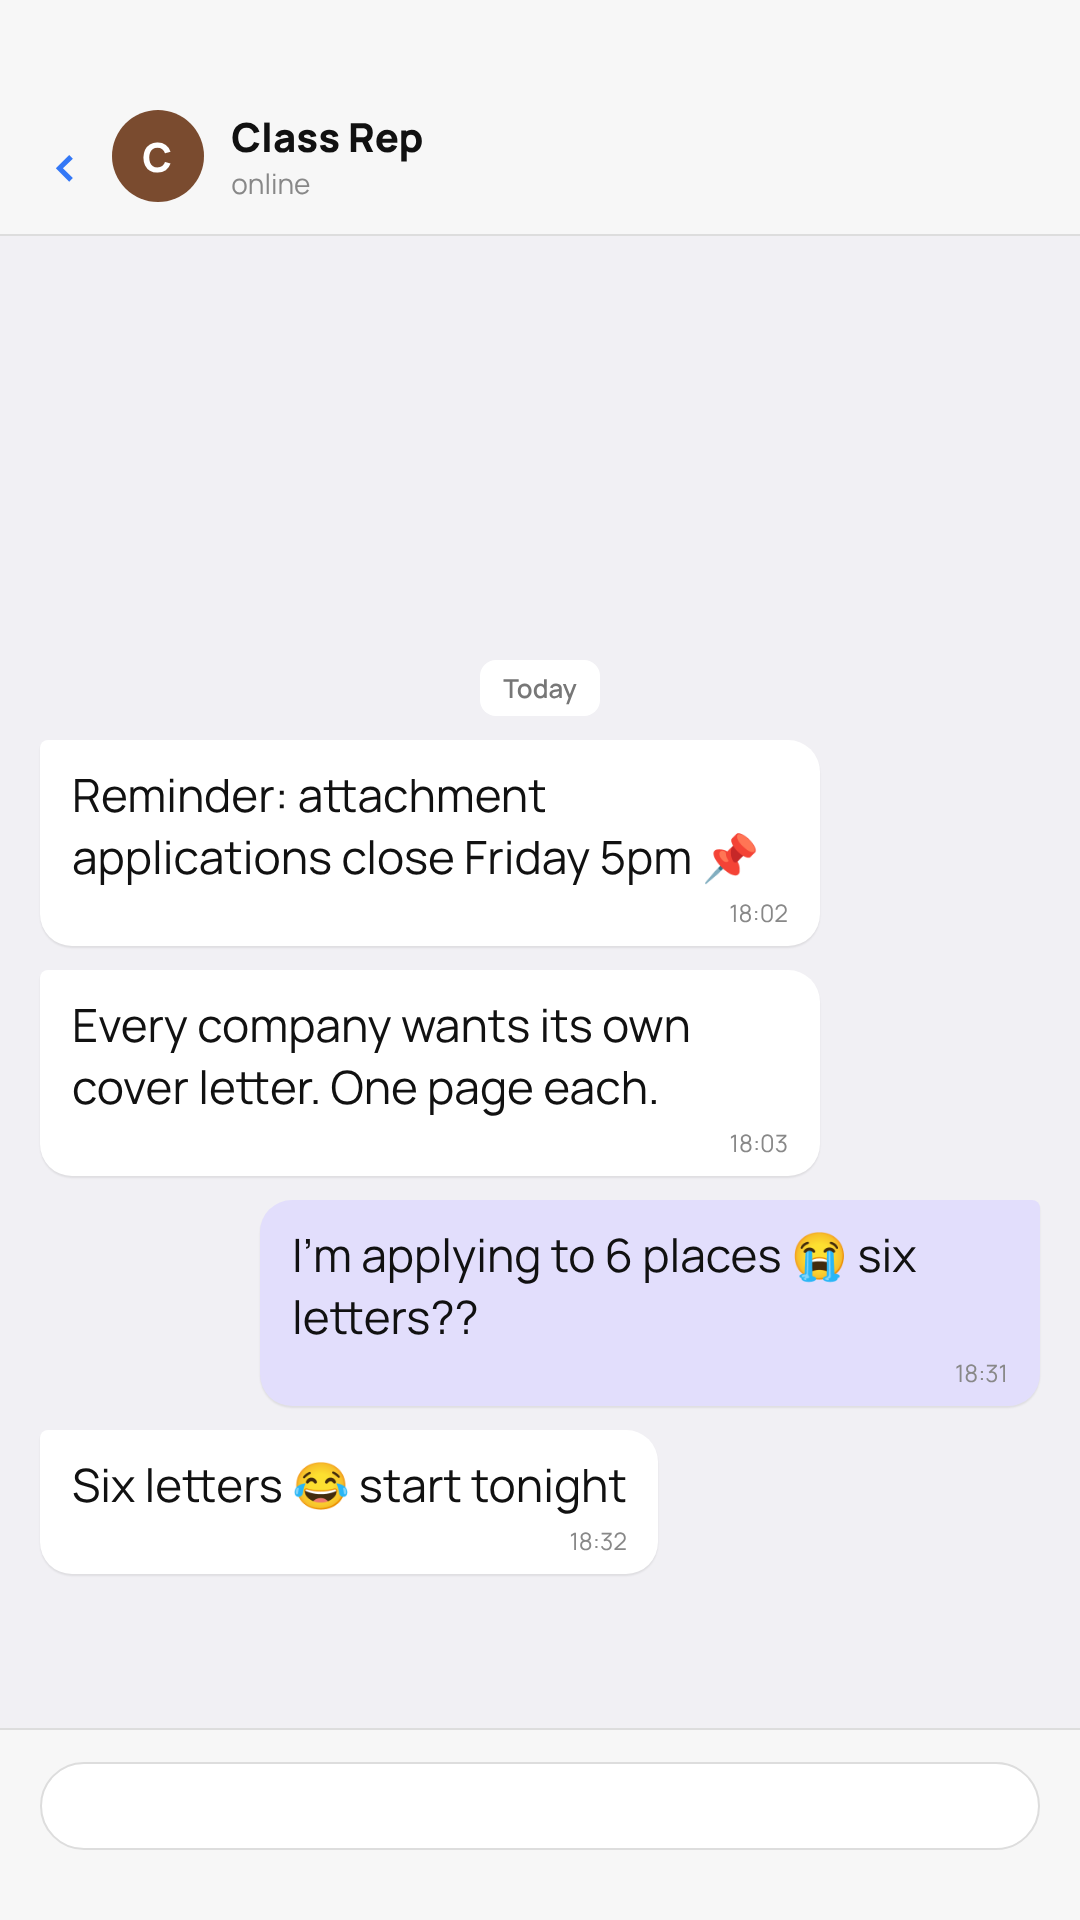 C
Class Rep
online
Today
Reminder: attachment
applications close Friday 5pm 📌
18:02
Every company wants its own
cover letter. One page each.
18:03
I'm applying to 6 places 😭 six
letters??
18:31
Six letters 😂 start tonight
18:32